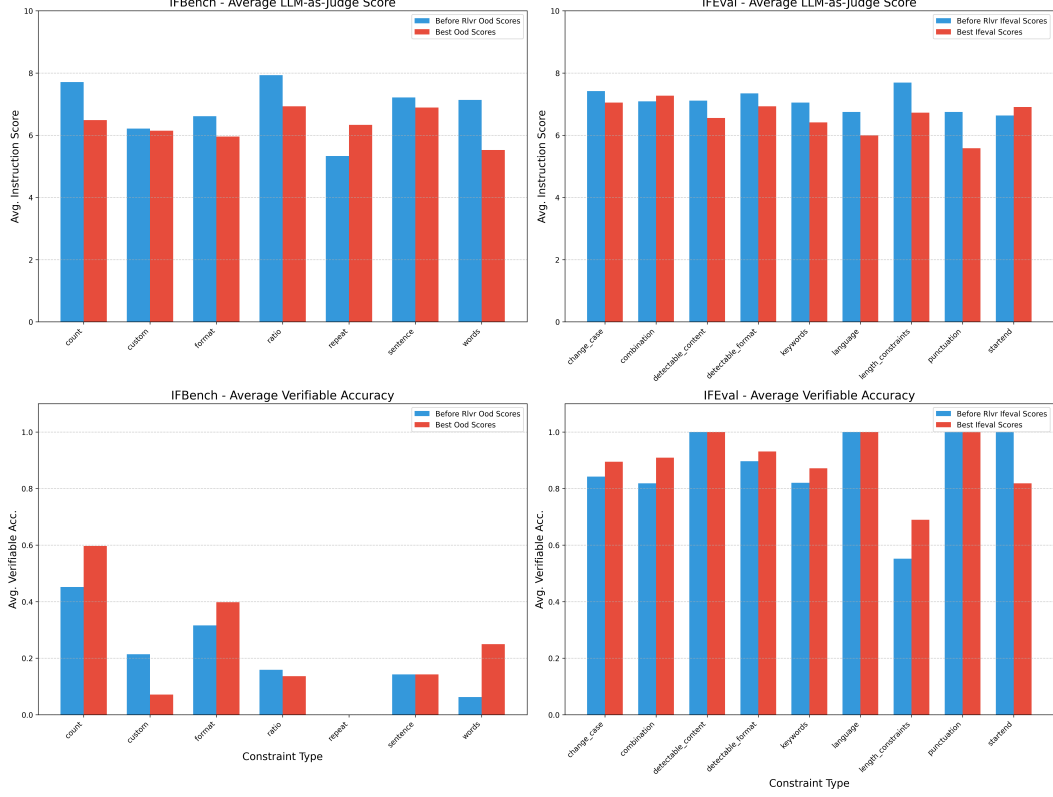 IFBench - Average LLM-as-Judge Score
Before Rlvr Ood Scores
Best Ood Scores
Avg. Instruction Score
10
8
6
4
2
0
count
custom
format
ratio
repeat
sentence
words
IFEval - Average LLM-as-Judge Score
Before Rlvr Ifeval Scores
Best Ifeval Scores
Avg. Instruction Score
10
8
6
4
2
0
change_case
combination
detectable_content
detectable_format
keywords
language
length_constraints
punctuation
startend
IFBench - Average Verifiable Accuracy
Before Rlvr Ood Scores
Best Ood Scores
Avg. Verifiable Acc.
1.0
0.8
0.6
0.4
0.2
0.0
count
custom
format
ratio
repeat
sentence
words
Constraint Type
IFEval - Average Verifiable Accuracy
Before Rlvr Ifeval Scores
Best Ifeval Scores
Avg. Verifiable Acc.
1.0
0.8
0.6
0.4
0.2
0.0
change_case
combination
detectable_content
detectable_format
keywords
language
length_constraints
punctuation
startend
Constraint Type